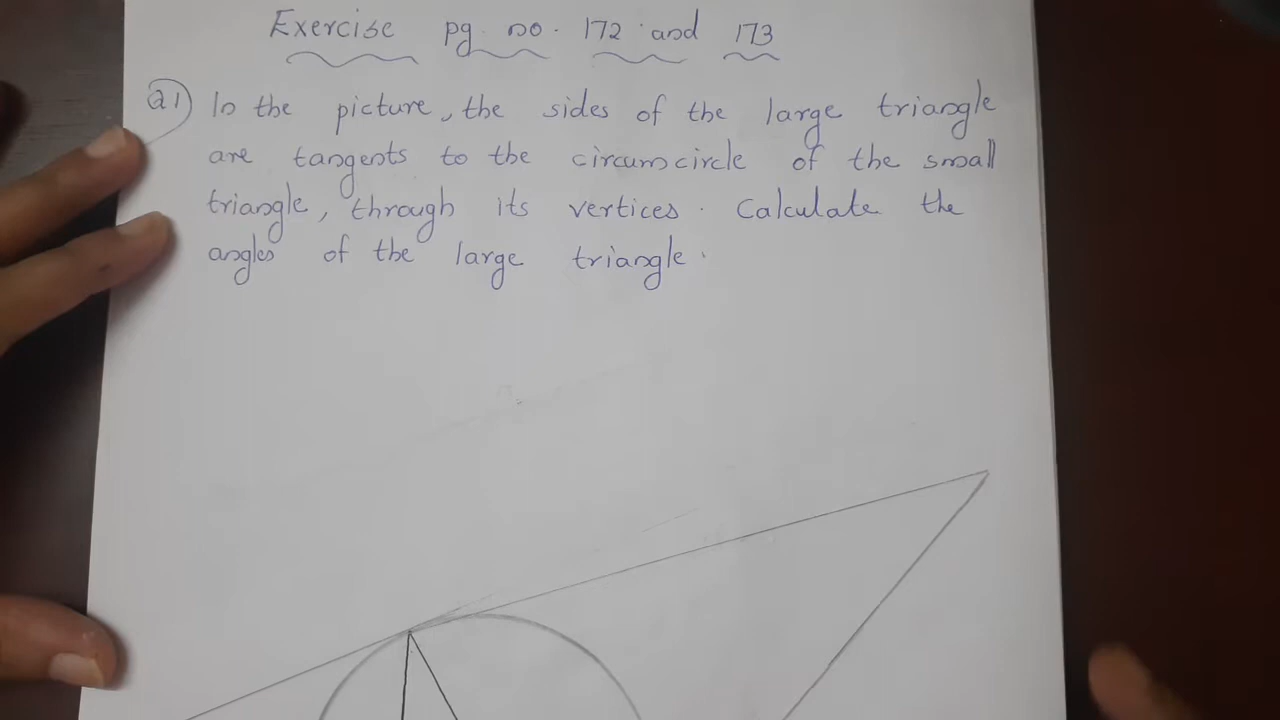 Exercise pg no. 172 and 173
Q1) In the picture, the sides of the large triangle
are tangents to the circumcircle of the small
triangle, through its vertices. Calculate the
angles of the large triangle.